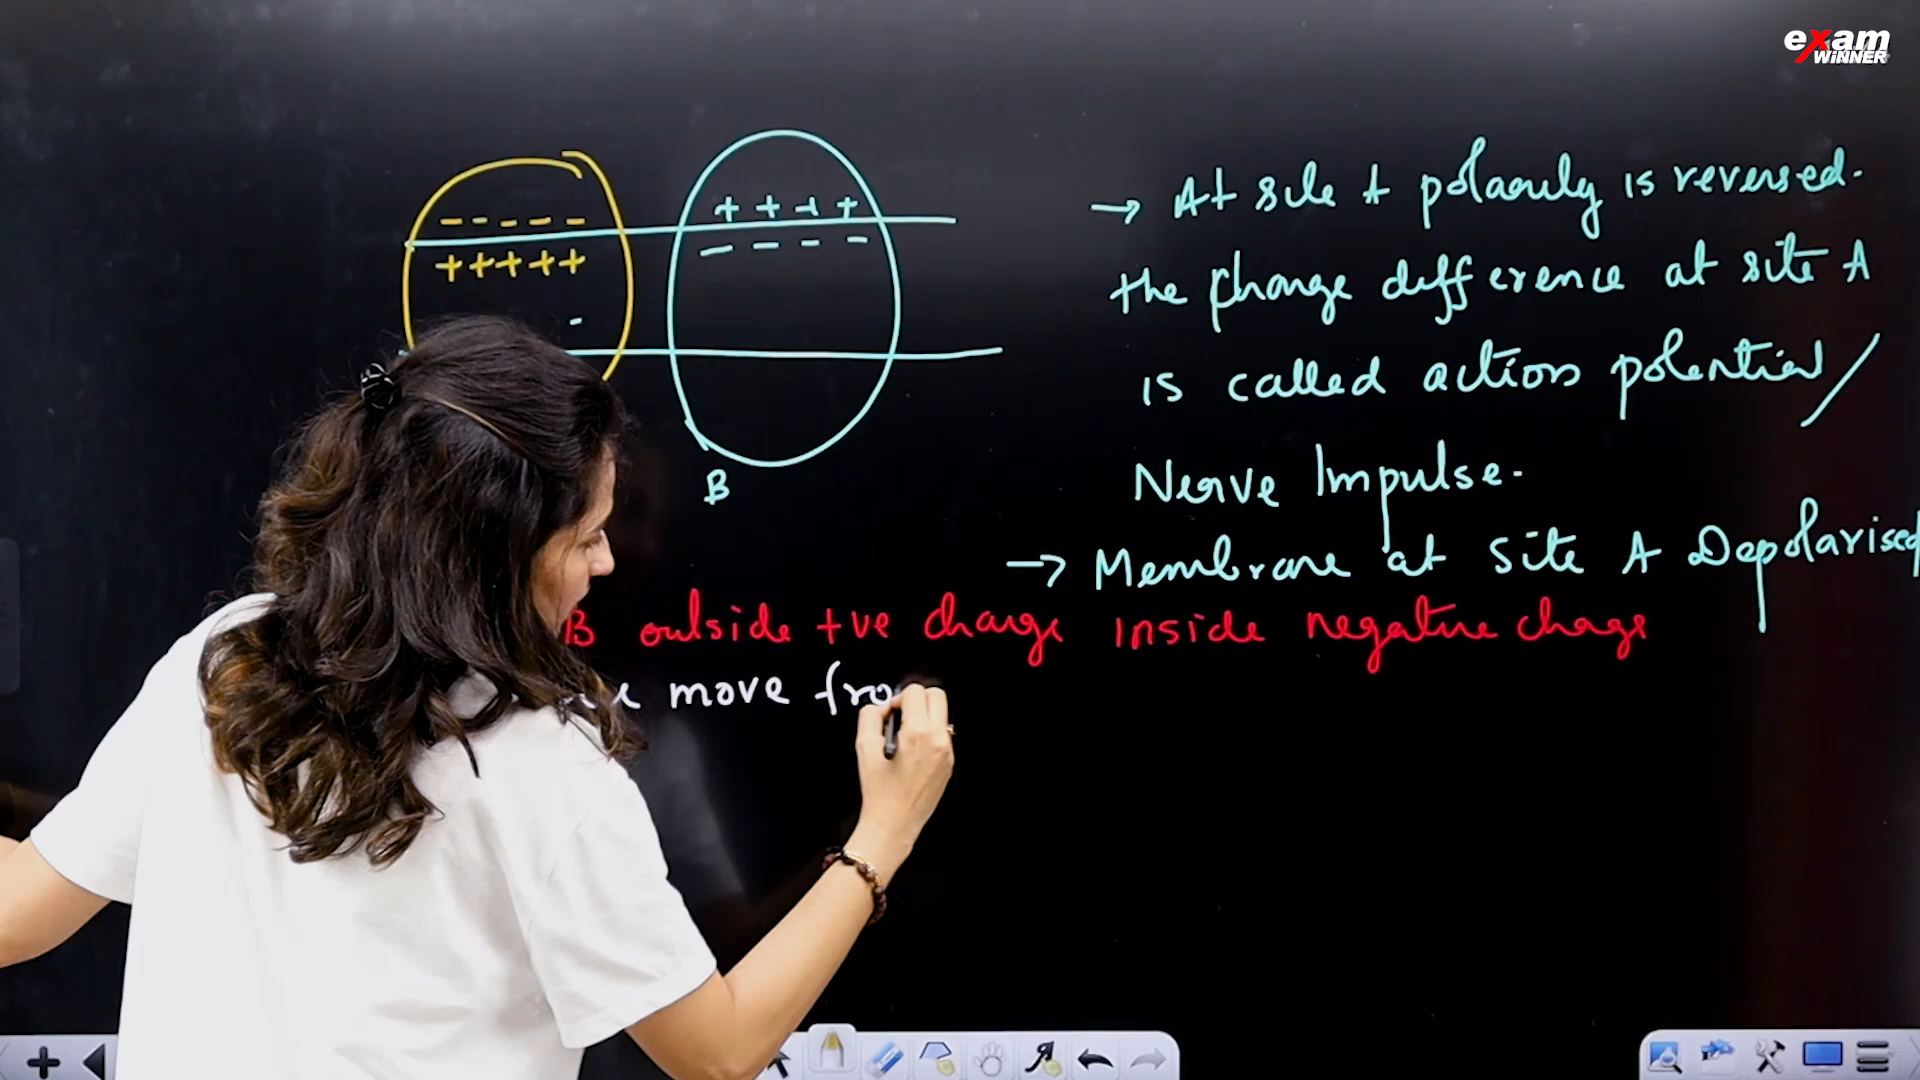 exam
WINNER
- - - - -
+ + + + +
-
+ + + +
- - - -
B
→ At site A polarity is reversed.
the charge difference at site A
is called action potential/
Nerve Impulse.
→ Membrane at site A Depolarised
B outside +ve charge inside negative charge
move fro